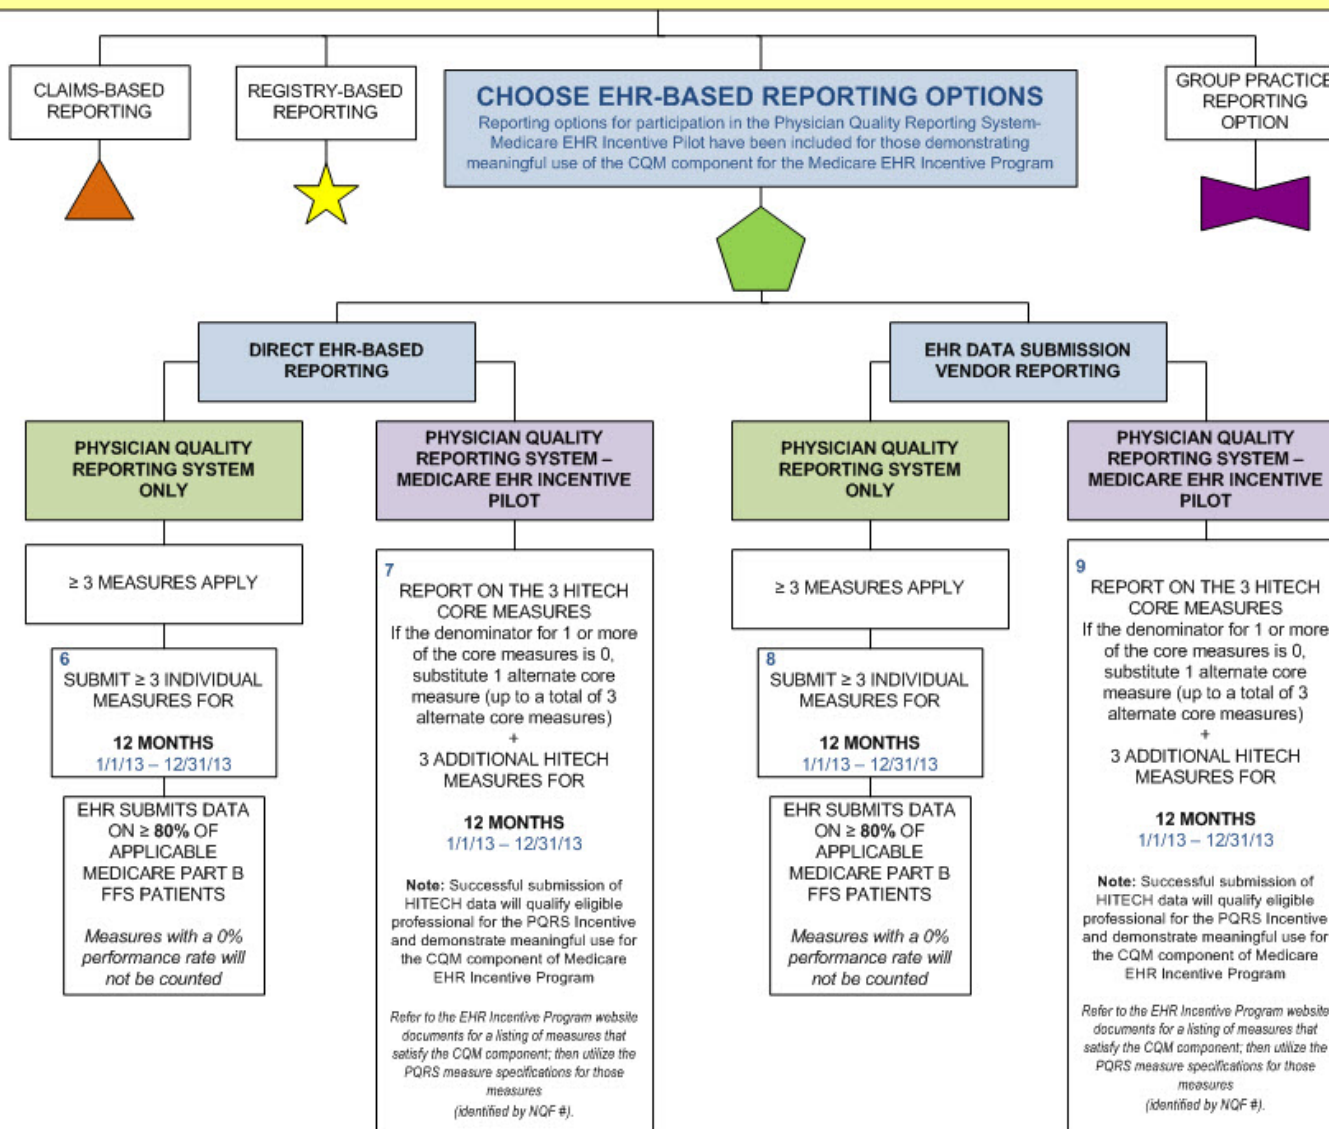 CLAIMS-BASED
REPORTING
REGISTRY-BASED
REPORTING
CHOOSE EHR-BASED REPORTING OPTIONS
Reporting options for participation in the Physician Quality Reporting System-
Medicare EHR Incentive Pilot have been included for those demonstrating
meaningful use of the CQM component for the Medicare EHR Incentive Program
GROUP PRACTICE
REPORTING
OPTION
DIRECT EHR-BASED
REPORTING
EHR DATA SUBMISSION
VENDOR REPORTING
PHYSICIAN QUALITY
REPORTING SYSTEM
ONLY
PHYSICIAN QUALITY
REPORTING SYSTEM –
MEDICARE EHR INCENTIVE
PILOT
PHYSICIAN QUALITY
REPORTING SYSTEM
ONLY
PHYSICIAN QUALITY
REPORTING SYSTEM –
MEDICARE EHR INCENTIVE
PILOT
≥ 3 MEASURES APPLY
6
SUBMIT ≥ 3 INDIVIDUAL
MEASURES FOR
12 MONTHS
1/1/13 – 12/31/13
EHR SUBMITS DATA
ON ≥ 80% OF
APPLICABLE
MEDICARE PART B
FFS PATIENTS
Measures with a 0%
performance rate will
not be counted
7
REPORT ON THE 3 HITECH
CORE MEASURES
If the denominator for 1 or more
of the core measures is 0,
substitute 1 alternate core
measure (up to a total of 3
alternate core measures)
+
3 ADDITIONAL HITECH
MEASURES FOR
12 MONTHS
1/1/13 – 12/31/13
Note: Successful submission of
HITECH data will qualify eligible
professional for the PQRS Incentive
and demonstrate meaningful use for
the CQM component of Medicare
EHR Incentive Program
Refer to the EHR Incentive Program website
documents for a listing of measures that
satisfy the CQM component; then utilize the
PQRS measure specifications for those
measures
(identified by NQF #).
≥ 3 MEASURES APPLY
8
SUBMIT ≥ 3 INDIVIDUAL
MEASURES FOR
12 MONTHS
1/1/13 – 12/31/13
EHR SUBMITS DATA
ON ≥ 80% OF
APPLICABLE
MEDICARE PART B
FFS PATIENTS
Measures with a 0%
performance rate will
not be counted
9
REPORT ON THE 3 HITECH
CORE MEASURES
If the denominator for 1 or more
of the core measures is 0,
substitute 1 alternate core
measure (up to a total of 3
alternate core measures)
+
3 ADDITIONAL HITECH
MEASURES FOR
12 MONTHS
1/1/13 – 12/31/13
Note: Successful submission of
HITECH data will qualify eligible
professional for the PQRS Incentive
and demonstrate meaningful use for
the CQM component of Medicare
EHR Incentive Program
Refer to the EHR Incentive Program website
documents for a listing of measures that
satisfy the CQM component; then utilize the
PQRS measure specifications for those
measures
(identified by NQF #).